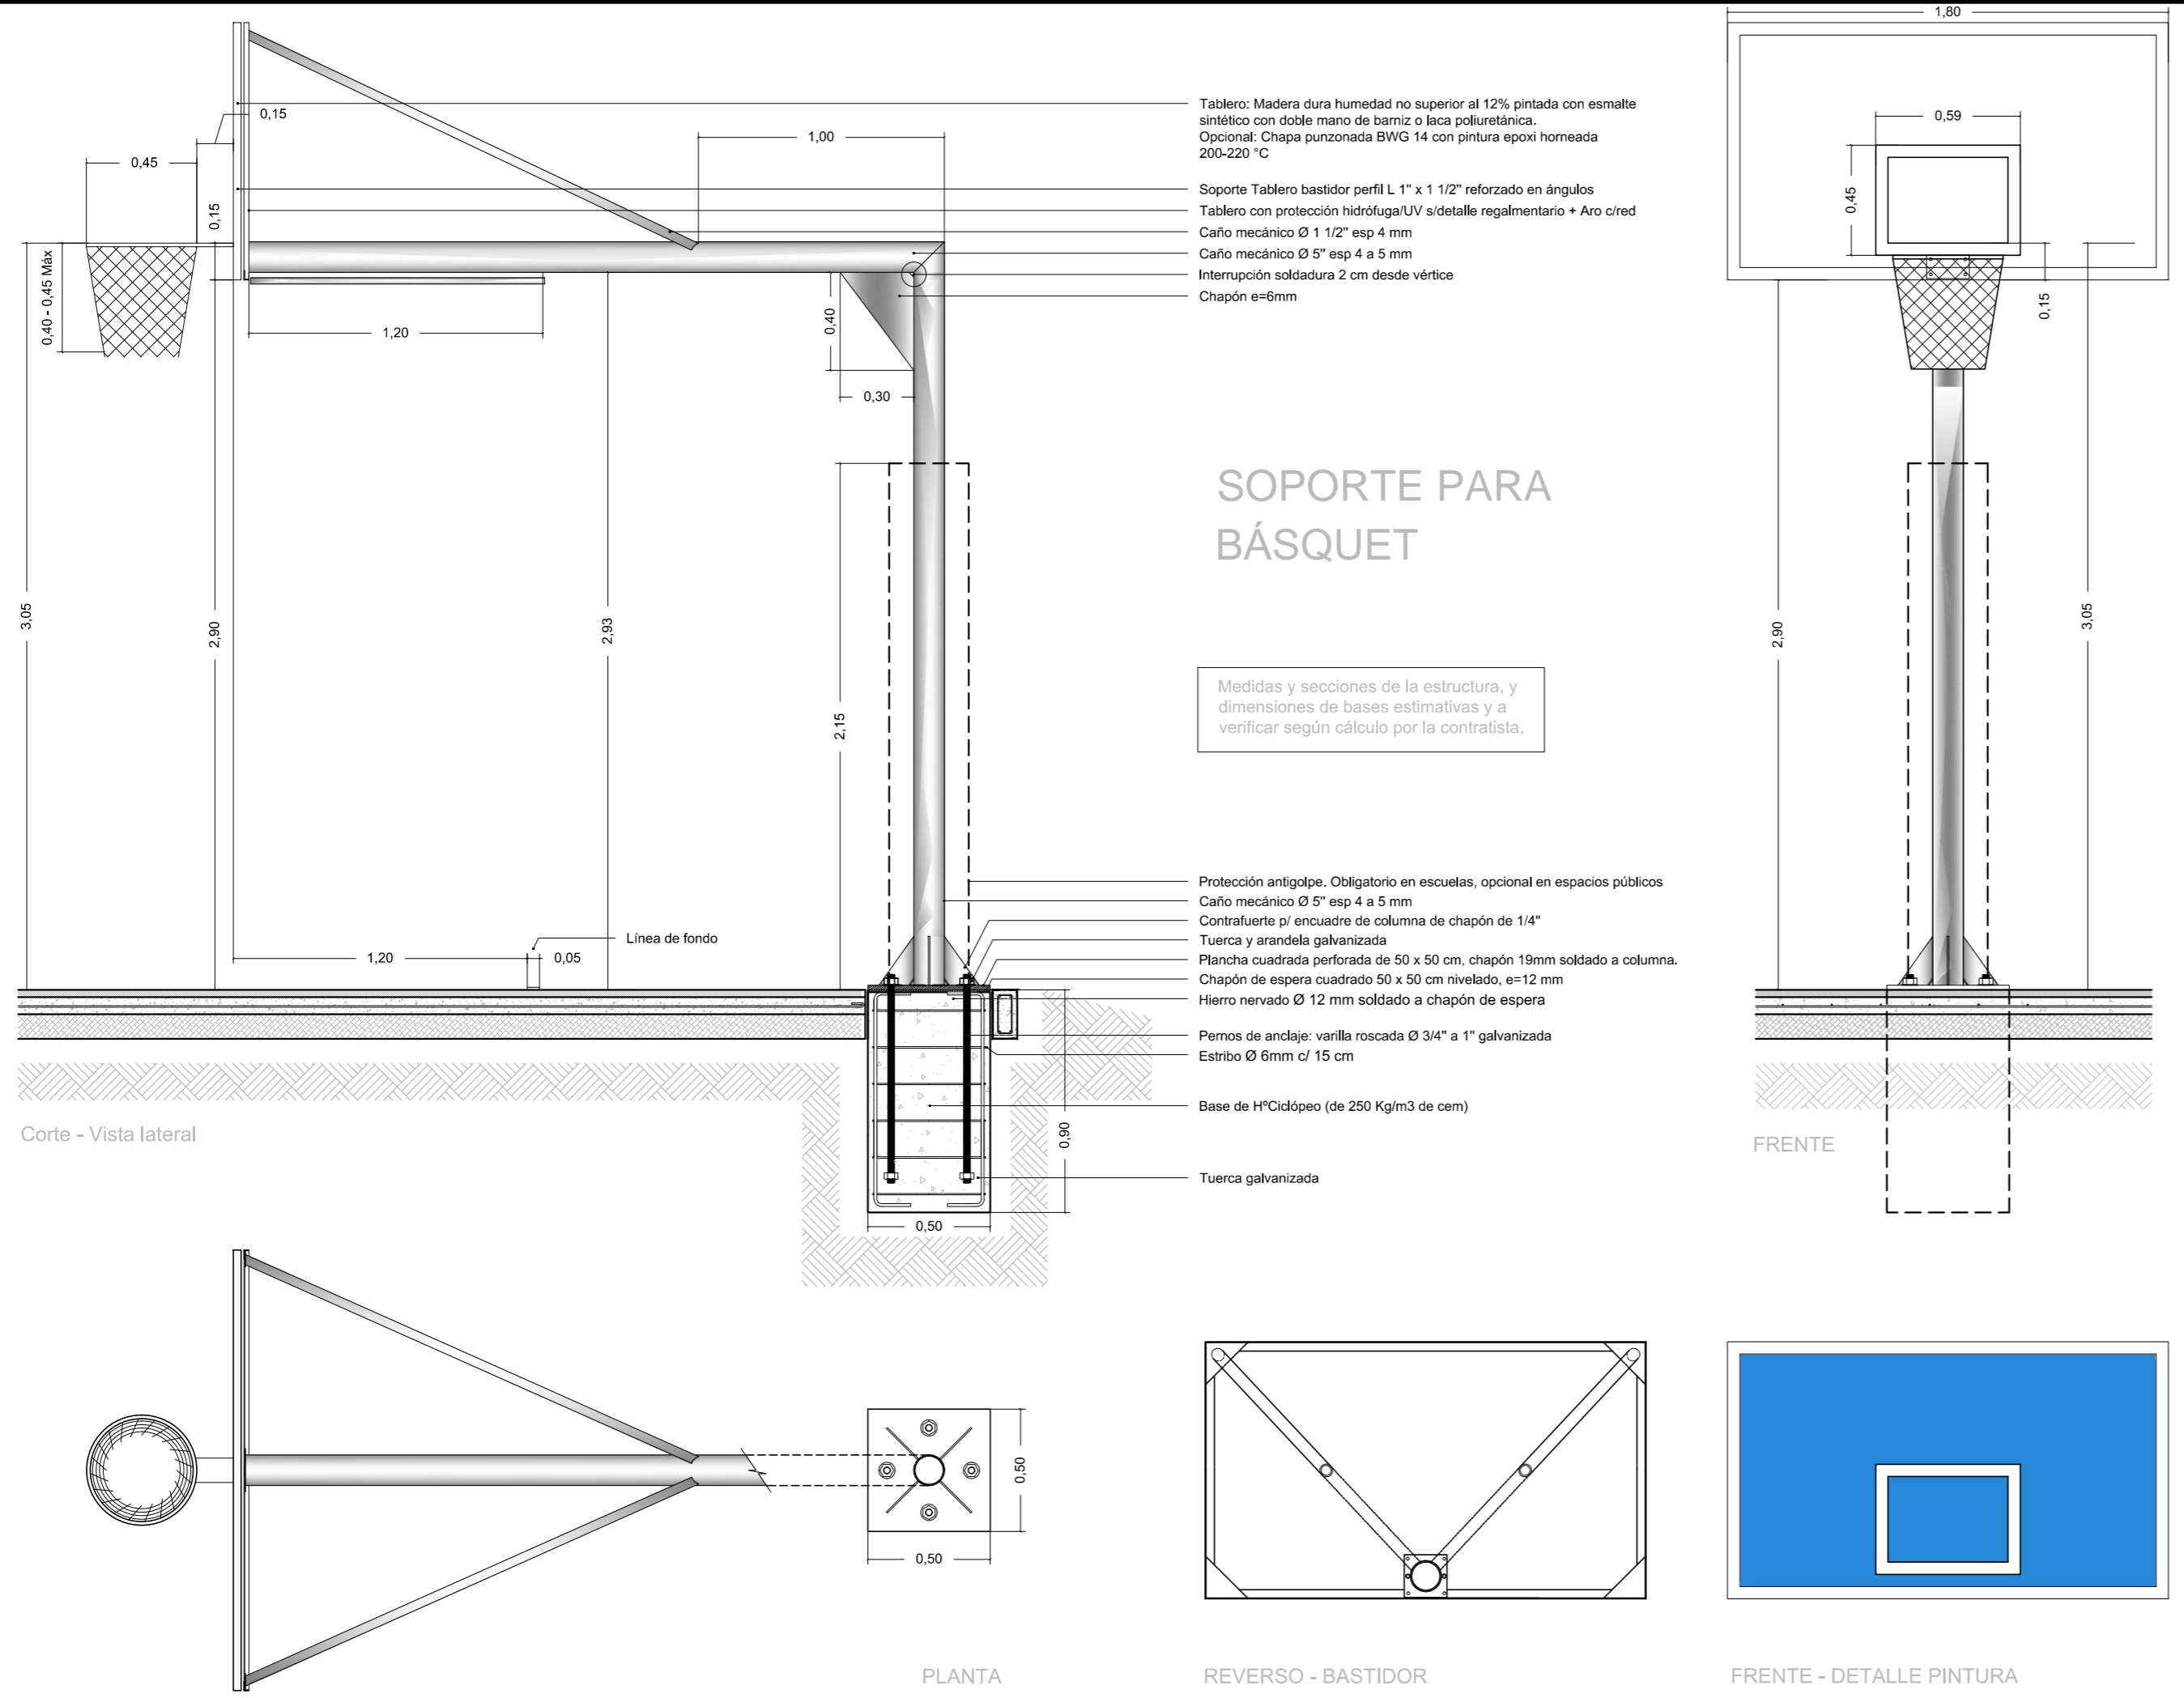 1,80
Tablero: Madera dura humedad no superior al 12% pintada con esmalte
sintético con doble mano de barniz o laca poliuretánica.
Opcional: Chapa punzonada BWG 14 con pintura epoxi horneada
200-220 °C
0,15
1,00
0,59
0,45
0,45
0,15
Soporte Tablero bastidor perfil L 1" x 1 1/2" reforzado en ángulos
Tablero con protección hidrófuga/UV s/detalle regalmentario + Aro c/red
Caño mecánico Ø 1 1/2" esp 4 mm
Caño mecánico Ø 5" esp 4 a 5 mm
Interrupción soldadura 2 cm desde vértice
Chapón e=6mm
0,40 - 0,45 Máx
1,20
0,40
0,30
0,15
SOPORTE PARA
BÁSQUET
3,05
2,90
2,93
2,15
2,90
3,05
Medidas y secciones de la estructura, y
dimensiones de bases estimativas y a
verificar según cálculo por la contratista.
Protección antigolpe. Obligatorio en escuelas, opcional en espacios públicos
Caño mecánico Ø 5" esp 4 a 5 mm
Contrafuerte p/ encuadre de columna de chapón de 1/4"
Tuerca y arandela galvanizada
Plancha cuadrada perforada de 50 x 50 cm, chapón 19mm soldado a columna.
Chapón de espera cuadrado 50 x 50 cm nivelado, e=12 mm
Hierro nervado Ø 12 mm soldado a chapón de espera
Línea de fondo
1,20
0,05
Pernos de anclaje: varilla roscada Ø 3/4" a 1" galvanizada
Estribo Ø 6mm c/ 15 cm
Base de HºCiclópeo (de 250 Kg/m3 de cem)
Tuerca galvanizada
0,90
0,50
Corte - Vista lateral
FRENTE
0,50
0,50
PLANTA
REVERSO - BASTIDOR
FRENTE - DETALLE PINTURA